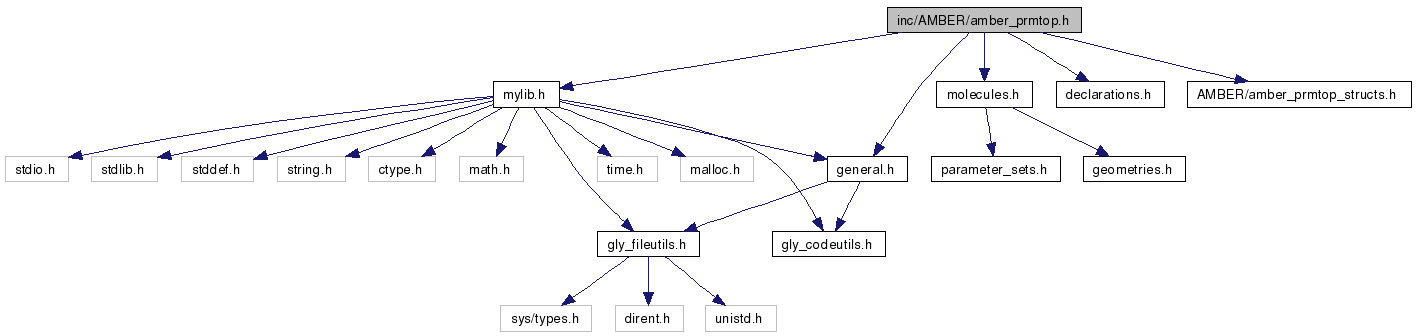 inc/AMBER/amber_prmtop.h
mylib.h
molecules.h
declarations.h
AMBER/amber_prmtop_structs.h
stdio.h
stdlib.h
stddef.h
string.h
ctype.h
math.h
time.h
malloc.h
general.h
parameter_sets.h
geometries.h
gly_fileutils.h
gly_codeutils.h
sys/types.h
dirent.h
unistd.h